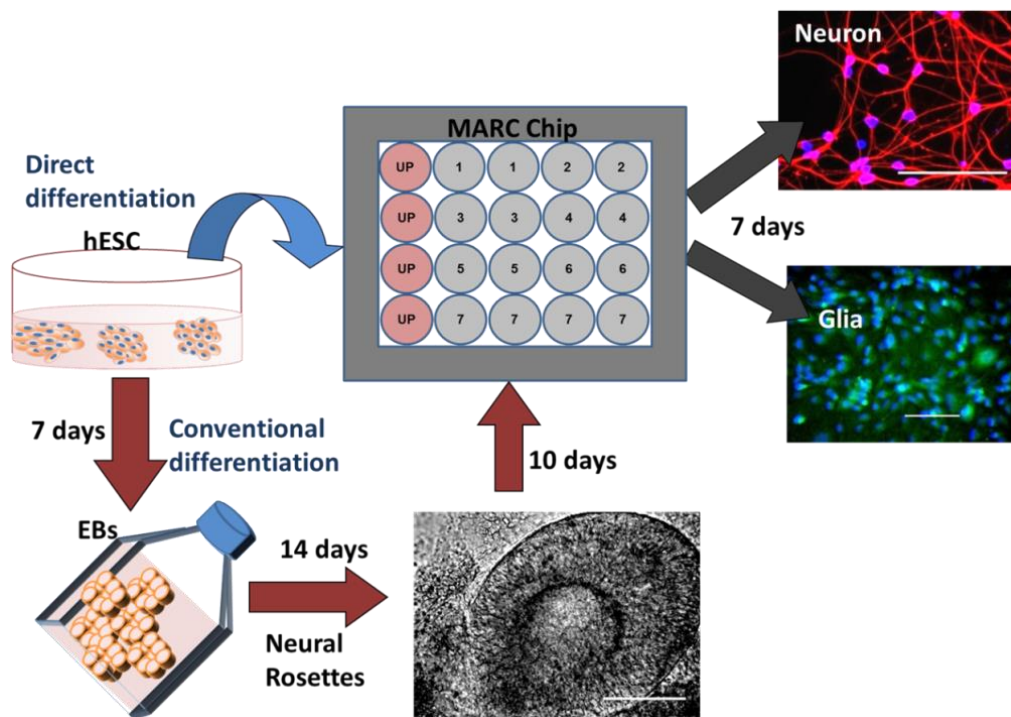 Neuron
MARC Chip
UP 1 1 2 2
UP 3 3 4 4
UP 5 5 6 6
UP 7 7 7 7
Direct
differentiation
hESC
7 days
Glia
7 days
Conventional
differentiation
10 days
EBs
14 days
Neural
Rosettes